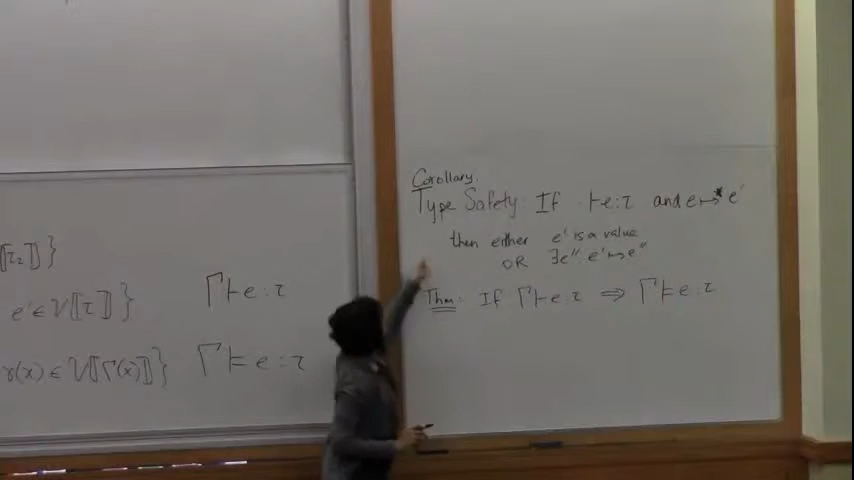 ⟦τ₂⟧}
e' ∈ V⟦τ⟧}
γ(x) ∈ V⟦Γ(x)⟧}
Γ ⊢ e : τ
Γ ⊨ e : τ
Corollary.
Type Safety: If · ⊢ e : τ and e ↦* e'
then either e' is a value
OR ∃e''. e' ↦ e''
Thm: If Γ ⊢ e : τ ⇒ Γ ⊨ e : τ